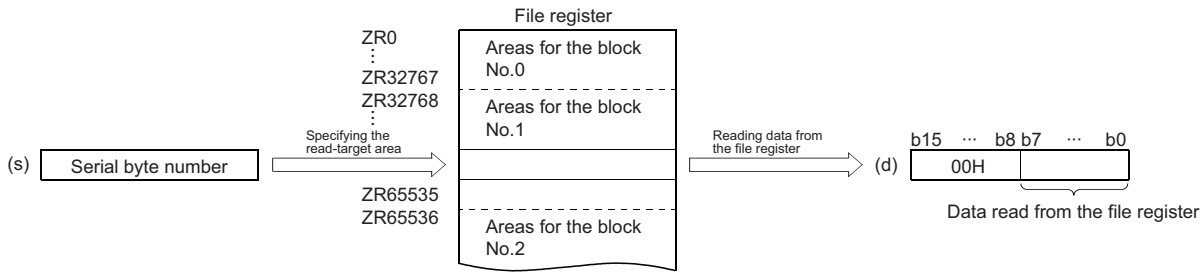 File register
ZR0
⋮
ZR32767
ZR32768
⋮
ZR65535
ZR65536
Areas for the block
No.0
Areas for the block
No.1
Areas for the block
No.2
(s)
Serial byte number
Specifying the
read-target area
Reading data from
the file register
(d)
b15 ··· b8 b7 ··· b0
00H
Data read from the file register